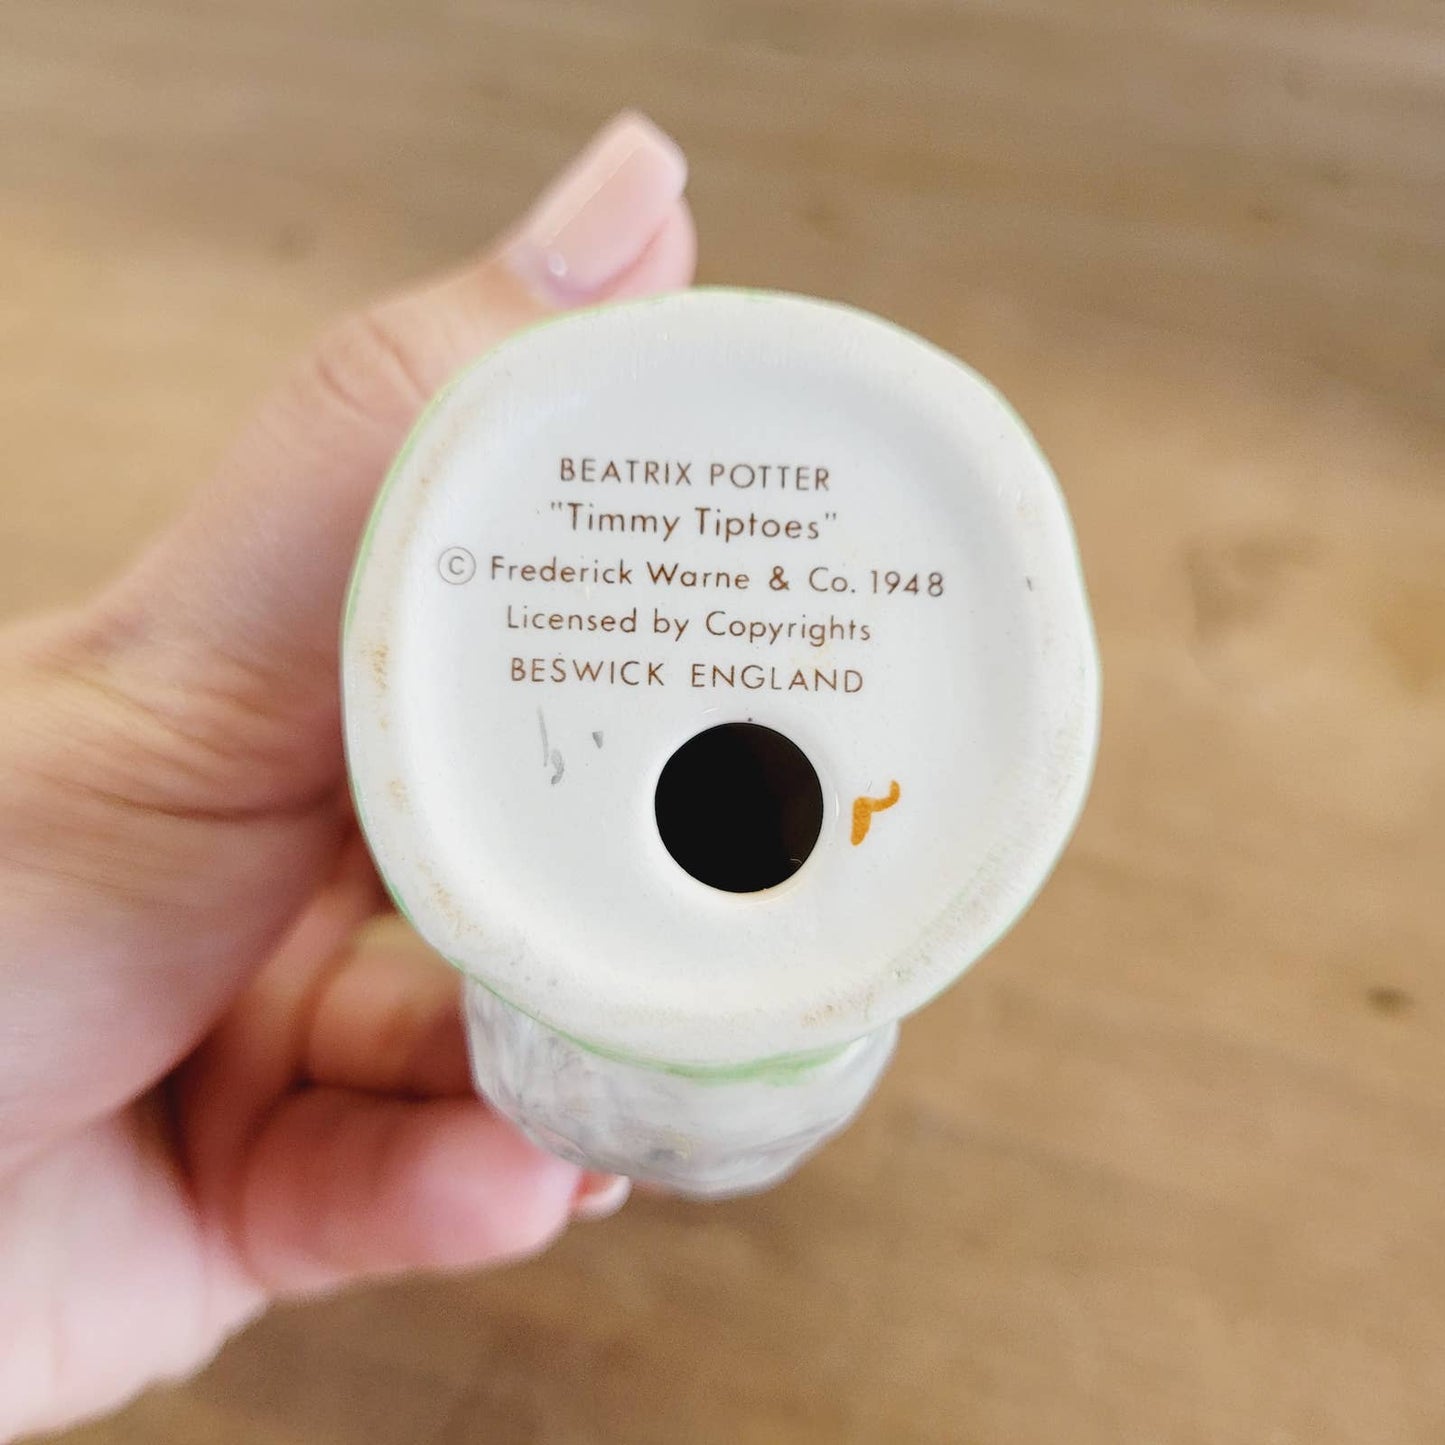 BEATRIX POTTER
"Timmy Tiptoes"
© Frederick Warne & Co. 1948
Licensed by Copyrights
BESWICK ENGLAND